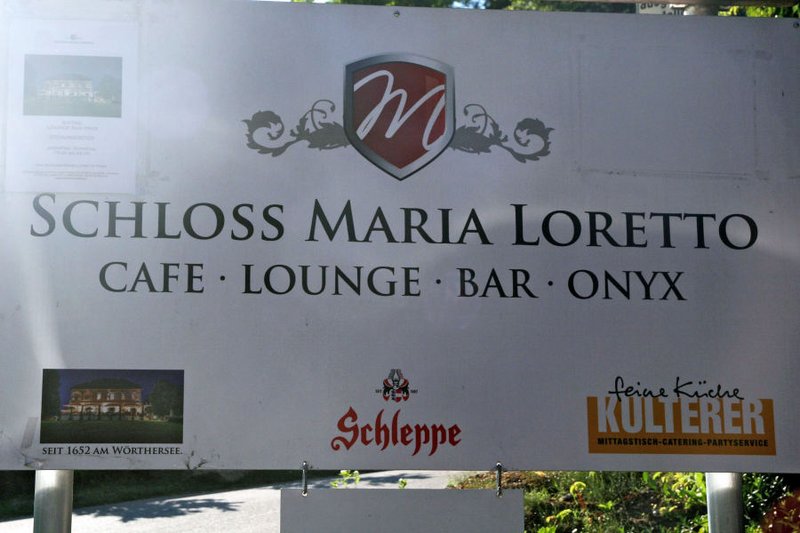 M
SCHLOSS MARIA LORETTO
CAFE · LOUNGE · BAR · ONYX
SEIT 1652 AM WÖRTHERSEE.
Schleppe
feine Küche
KULTERER
MITTAGSTISCH-CATERING-PARTYSERVICE